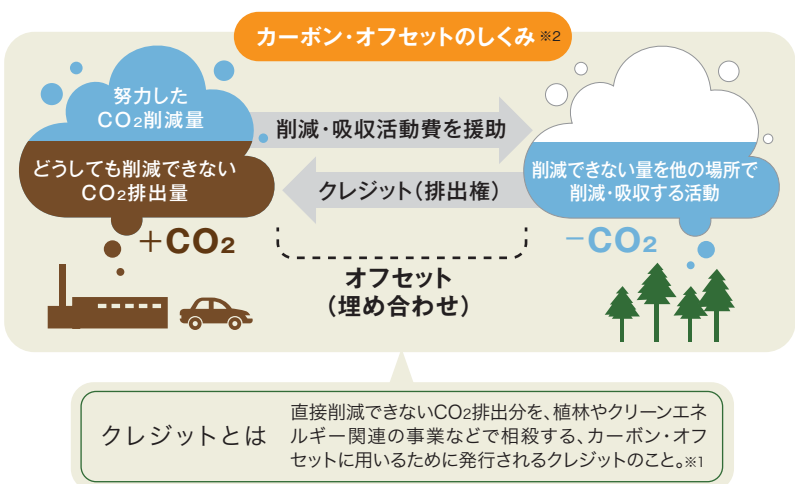 カーボン・オフセットのしくみ※2
努力した
CO2削減量
どうしても削減できない
CO2排出量
+CO2
削減・吸収活動費を援助
クレジット(排出権)
オフセット
(埋め合わせ)
削減できない量を他の場所で
削減・吸収する活動
−CO2
クレジットとは
直接削減できないCO2排出分を、植林やクリーンエネ
ルギー関連の事業などで相殺する、カーボン・オフ
セットに用いるために発行されるクレジットのこと。※1